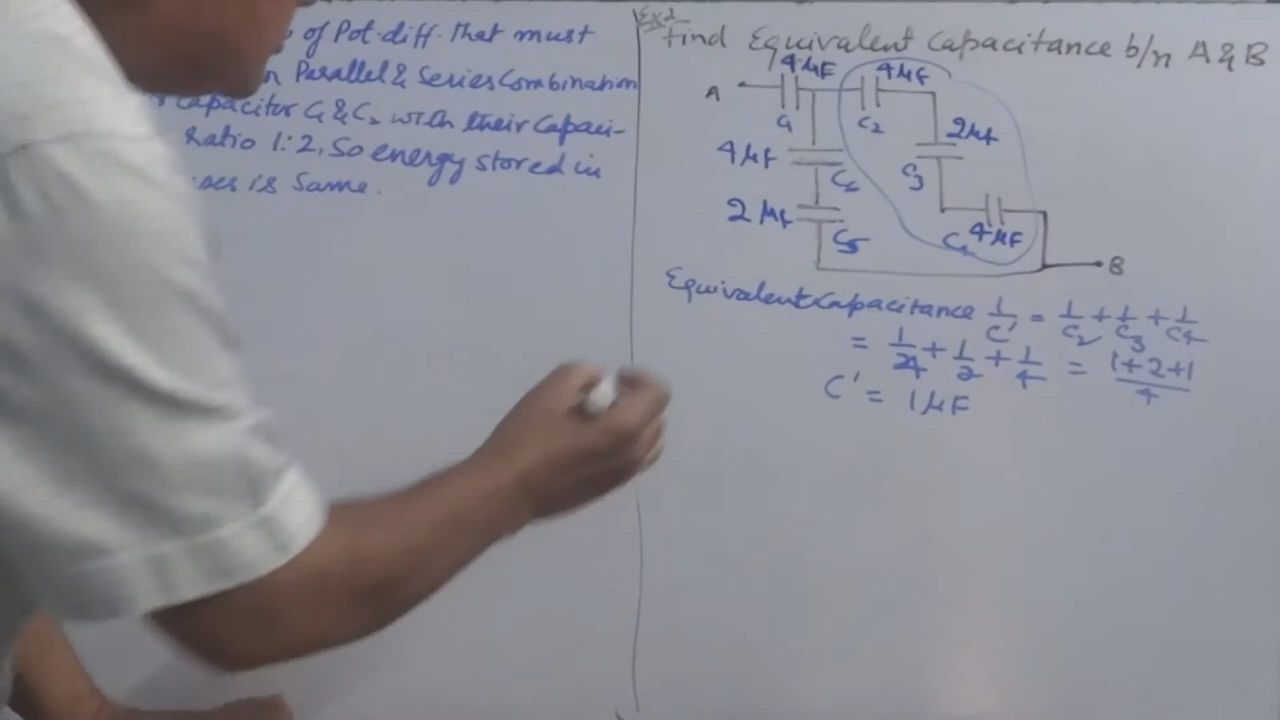 of Pot. diff. That must
n Parallel & Series Combination
Capacitor C1 & C2 with their Capaci-
Ratio 1:2, So energy stored in
is Same.
Ex2
Find Equivalent Capacitance b/n A & B
4μF 4μF
A
C1 C2
2μf
4μf
C6 C3
2μf
C5 4μF
B
Equivalent Capacitance 1/C' = 1/C2 + 1/C3 + 1/C4
= 1/4 + 1/2 + 1/4 = 1+2+1/4
C' = 1μF